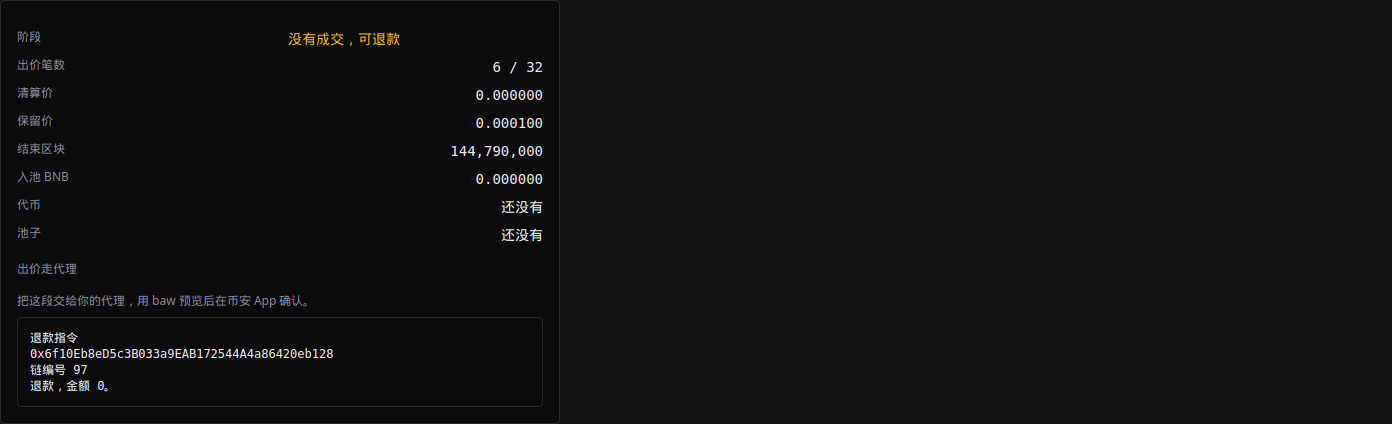 阶段 没有成交，可退款
出价笔数 6 / 32
清算价 0.000000
保留价 0.000100
结束区块 144,790,000
入池 BNB 0.000000
代币 还没有
池子 还没有
出价走代理
把这段交给你的代理，用 baw 预览后在币安 App 确认。
退款指令
0x6f10Eb8eD5c3B033a9EAB172544A4a86420eb128
链编号 97
退款，金额 0。